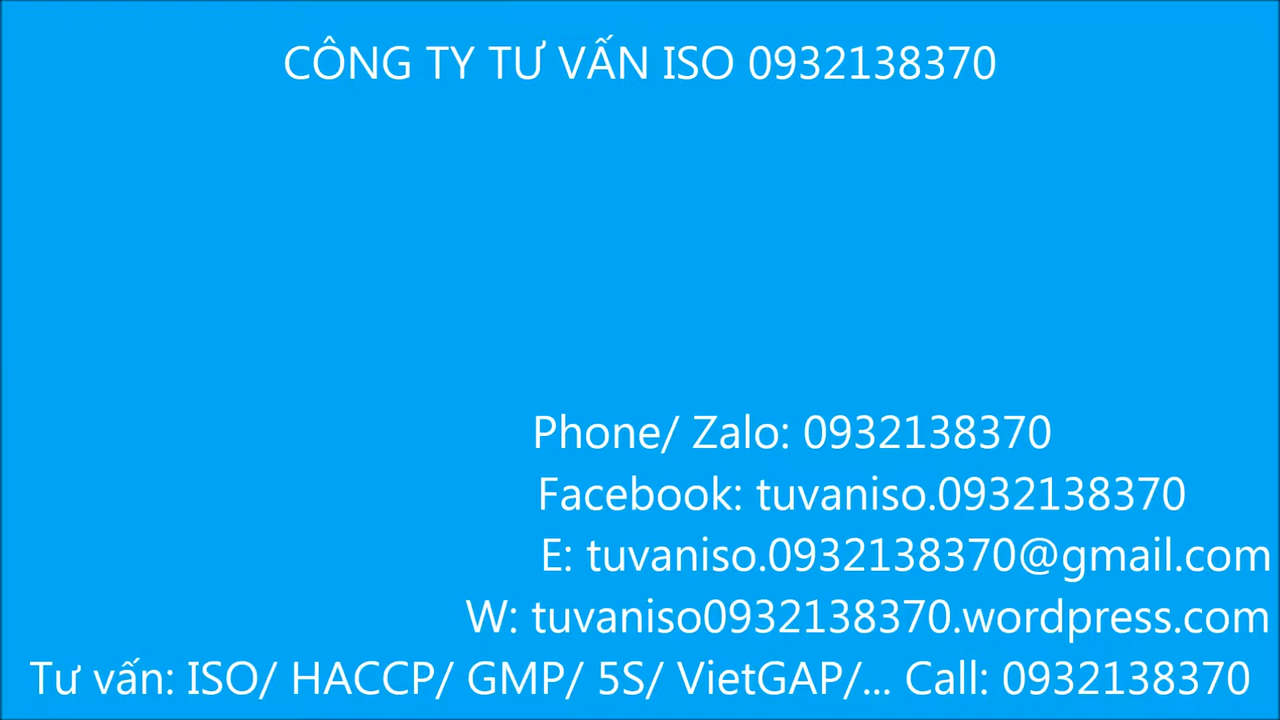 CÔNG TY TƯ VẤN ISO 0932138370
Phone/ Zalo: 0932138370
Facebook: tuvaniso.0932138370
E: tuvaniso.0932138370@gmail.com
W: tuvaniso0932138370.wordpress.com
Tư vấn: ISO/ HACCP/ GMP/ 5S/ VietGAP/... Call: 0932138370